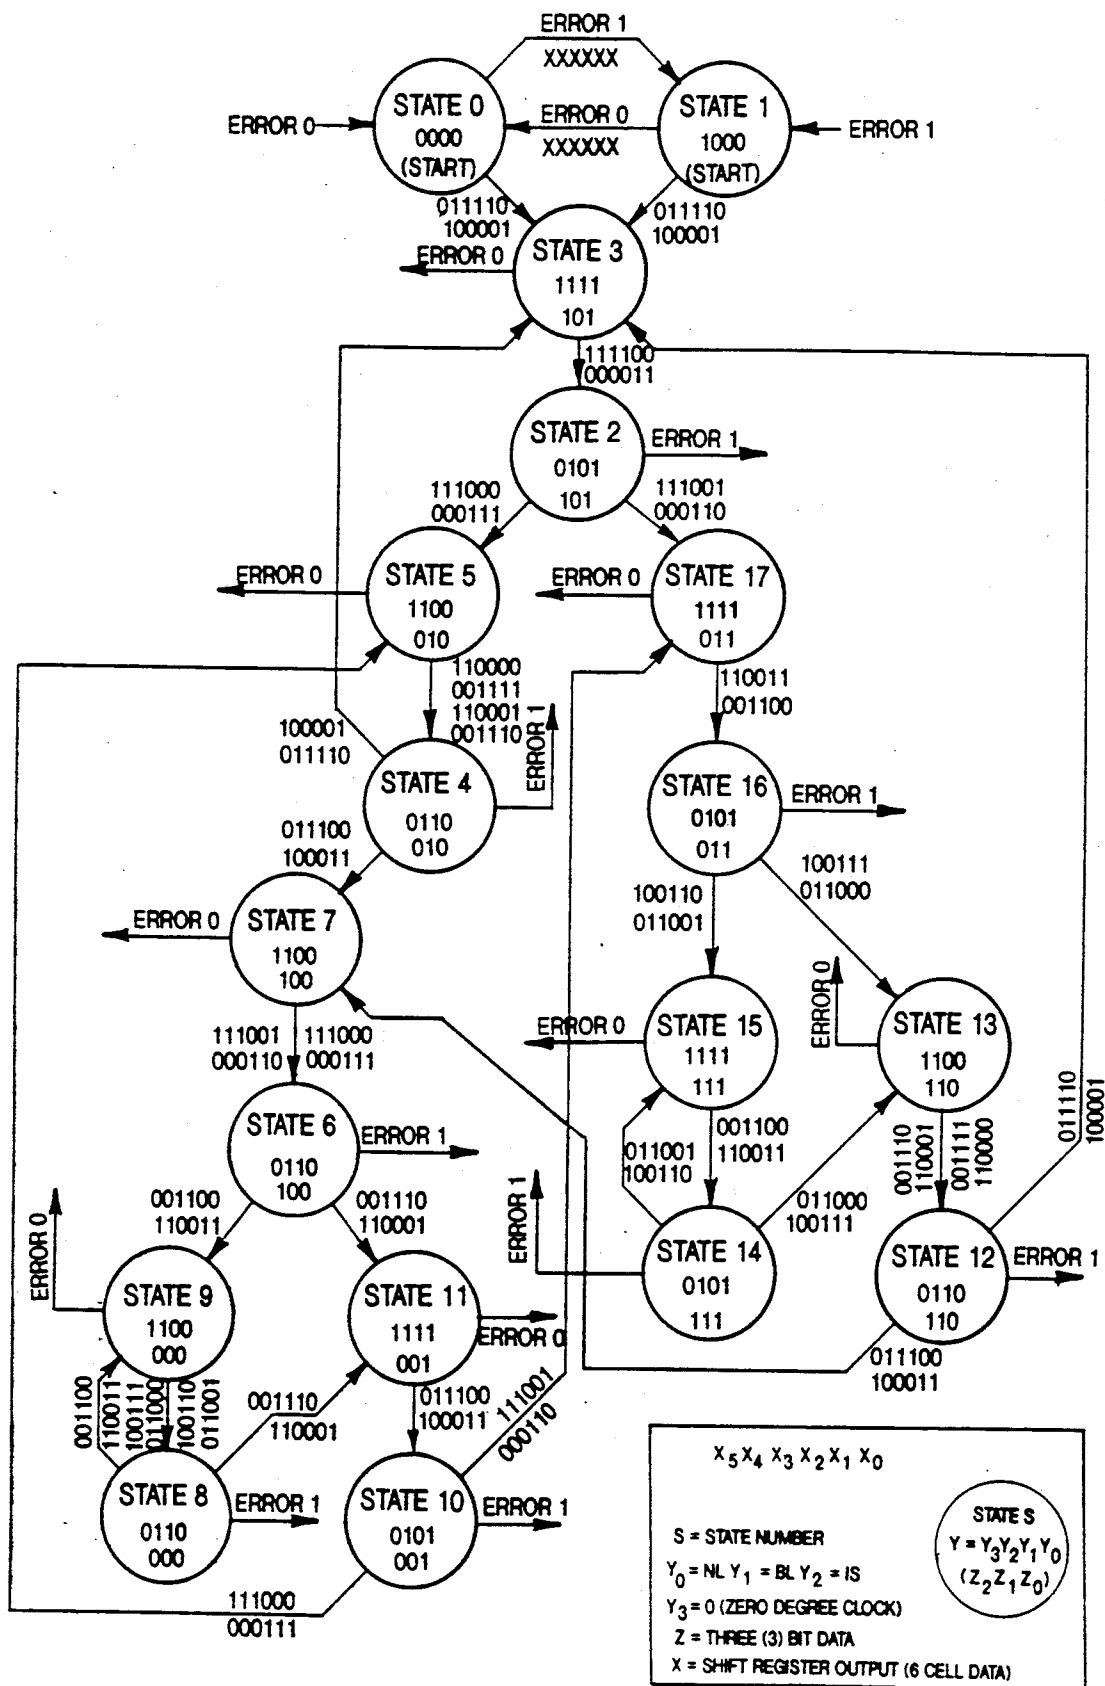 ERROR 1
XXXXXX
STATE 0
0000
(START)
STATE 1
1000
(START)
ERROR 0
ERROR 0
XXXXXX
ERROR 1
011110
100001
011110
100001
STATE 3
1111
101
ERROR 0
111100
000011
STATE 2
0101
101
ERROR 1
111000
000111
111001
000110
STATE 5
1100
010
ERROR 0
STATE 17
1111
011
ERROR 0
110000
001111
110001
001110
110011
001100
100001
011110
STATE 4
0110
010
ERROR 1
STATE 16
0101
011
ERROR 1
011100
100011
100110
011001
100111
011000
STATE 7
1100
100
ERROR 0
STATE 15
1111
111
ERROR 0
STATE 13
1100
110
ERROR 0
111001
000110
111000
000111
STATE 6
0110
100
ERROR 1
011001
100110
001100
110011
001110
110001
001111
110000
011110
100001
001100
110011
001110
110001
ERROR 1
011000
100111
STATE 14
0101
111
STATE 12
0110
110
ERROR 1
ERROR 0
STATE 9
1100
000
STATE 11
1111
001
ERROR 0
011100
100011
001100
110011
100111
011000
100110
011001
001110
110001
011100
100011
111001
000110
STATE 8
0110
000
ERROR 1
STATE 10
0101
001
ERROR 1
111000
000111
X5X4 X3 X2X1 X0
STATE S
Y = Y3Y2Y1Y0
(Z2Z1Z0)
S = STATE NUMBER
Y0 = NL Y1 = BL Y2 = IS
Y3 = 0 (ZERO DEGREE CLOCK)
Z = THREE (3) BIT DATA
X = SHIFT REGISTER OUTPUT (6 CELL DATA)